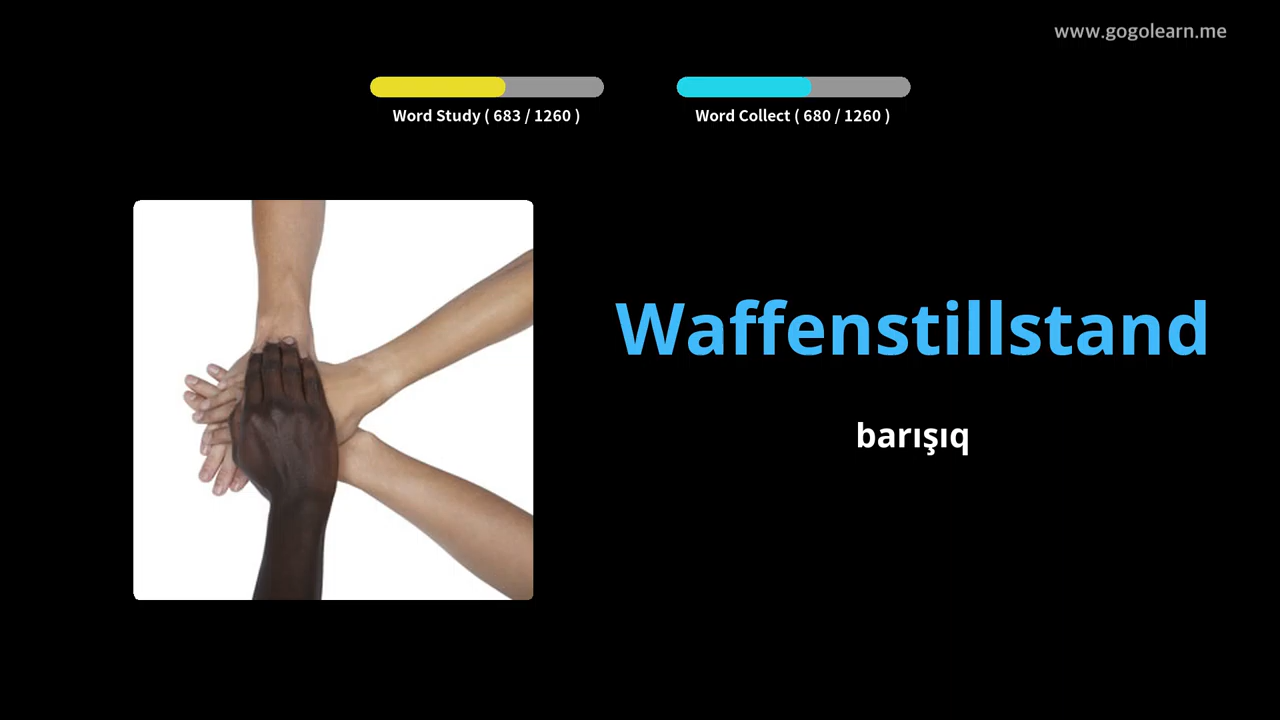 www.gogolearn.me
Word Study ( 683 / 1260 )
Word Collect ( 680 / 1260 )
Waffenstillstand
barışıq